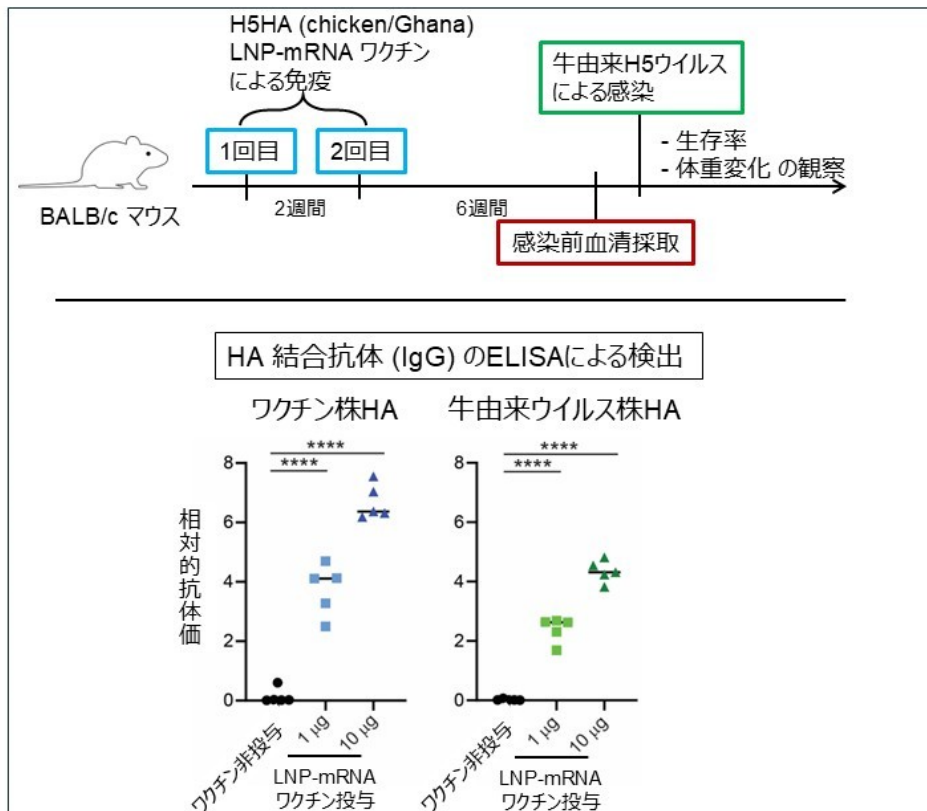 H5HA (chicken/Ghana)
LNP-mRNA ワクチン
による免疫
牛由来H5ウイルス
による感染
1回目
2回目
- 生存率
- 体重変化 の観察
BALB/c マウス
2週間
6週間
感染前血清採取
HA 結合抗体 (IgG) のELISAによる検出
ワクチン株HA
牛由来ウイルス株HA
相対的抗体価
****
****
8
6
4
2
0
ワクチン非投与
1 μg
10 μg
LNP-mRNA
ワクチン投与
****
****
8
6
4
2
0
ワクチン非投与
1 μg
10 μg
LNP-mRNA
ワクチン投与